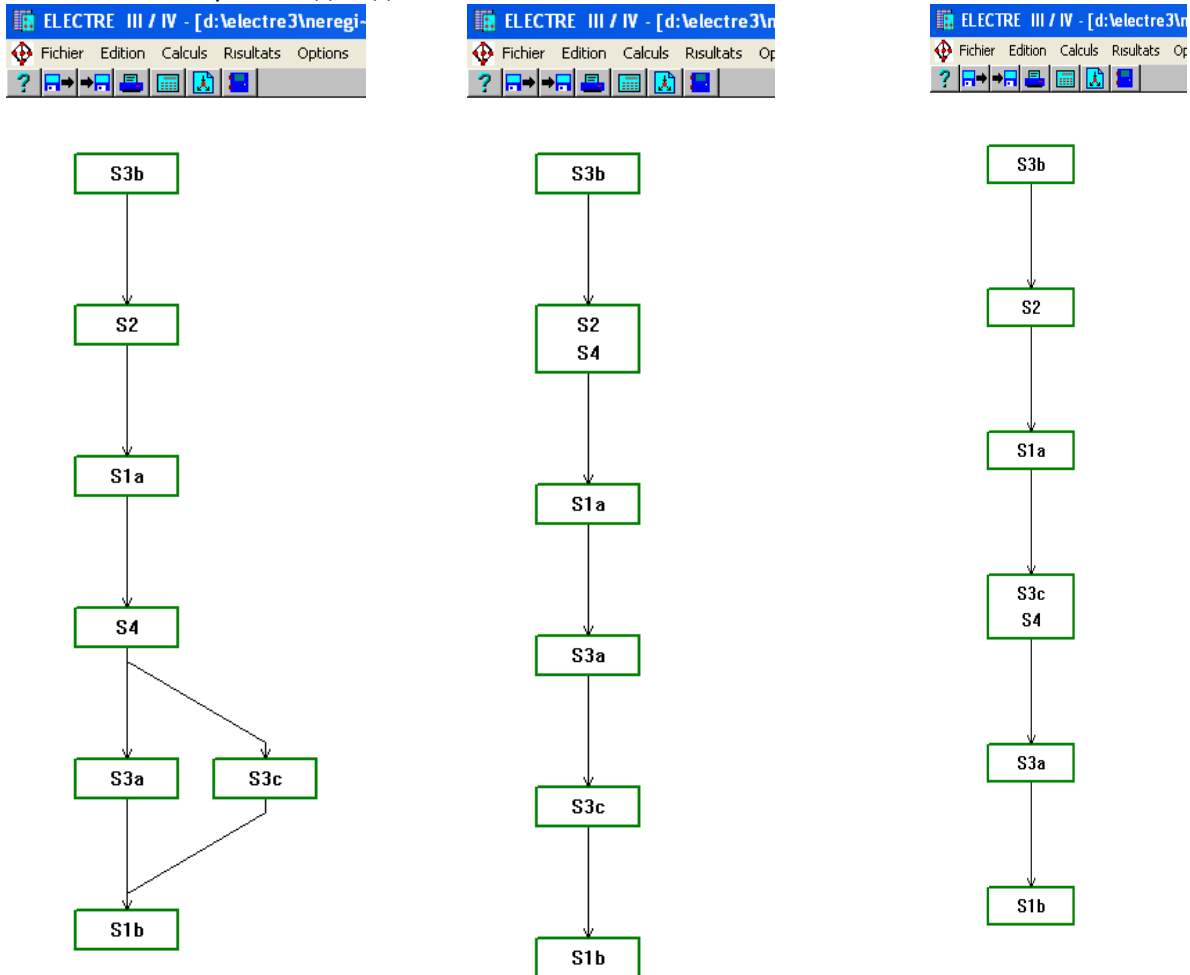 ELECTRE III / IV - [d:\electre3\neregi~
Fichier Edition Calculs Rısultats Options
?
S3b
S2
S1a
S4
S3a S3c
S1b
ELECTRE III / IV - [d:\electre3\n
Fichier Edition Calculs Rısultats Op
?
S3b
S2
S4
S1a
S3a
S3c
S1b
ELECTRE III / IV - [d:\electre3\n
Fichier Edition Calculs Rısultats Op
?
S3b
S2
S1a
S3c
S4
S3a
S1b